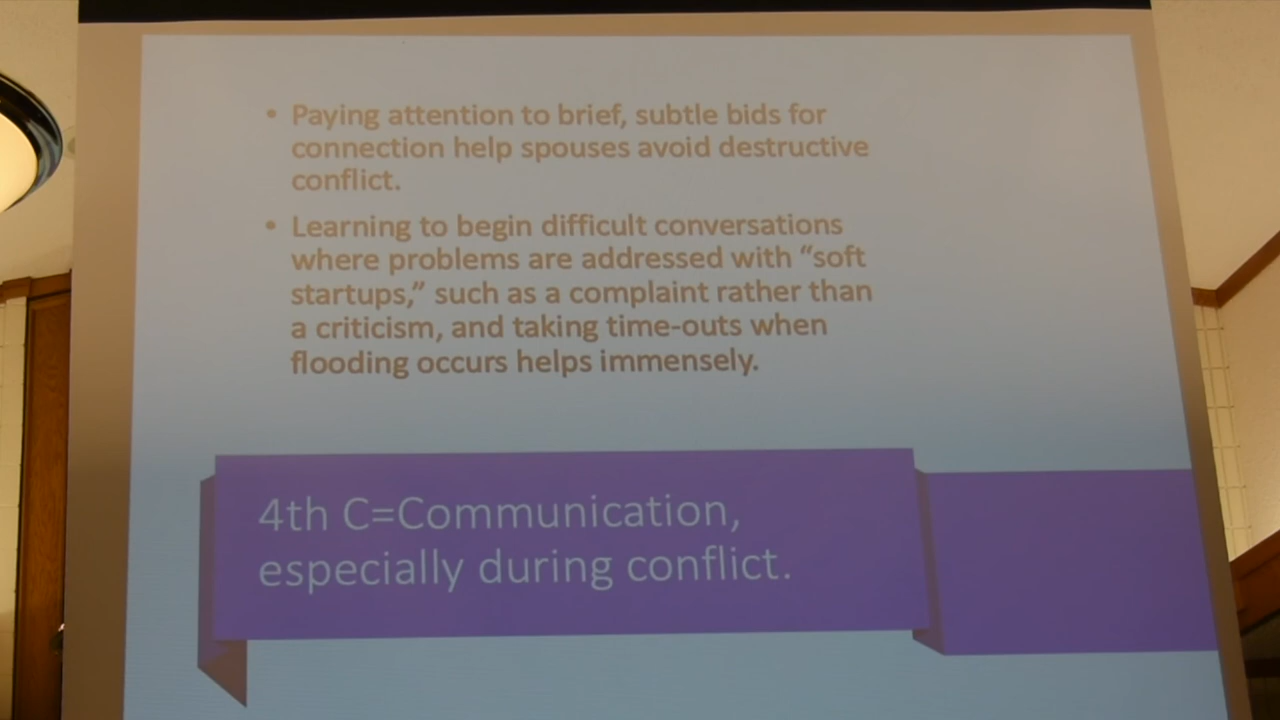 • Paying attention to brief, subtle bids for
connection help spouses avoid destructive
conflict.
• Learning to begin difficult conversations
where problems are addressed with “soft
startups,” such as a complaint rather than
a criticism, and taking time-outs when
flooding occurs helps immensely.
4th C=Communication,
especially during conflict.